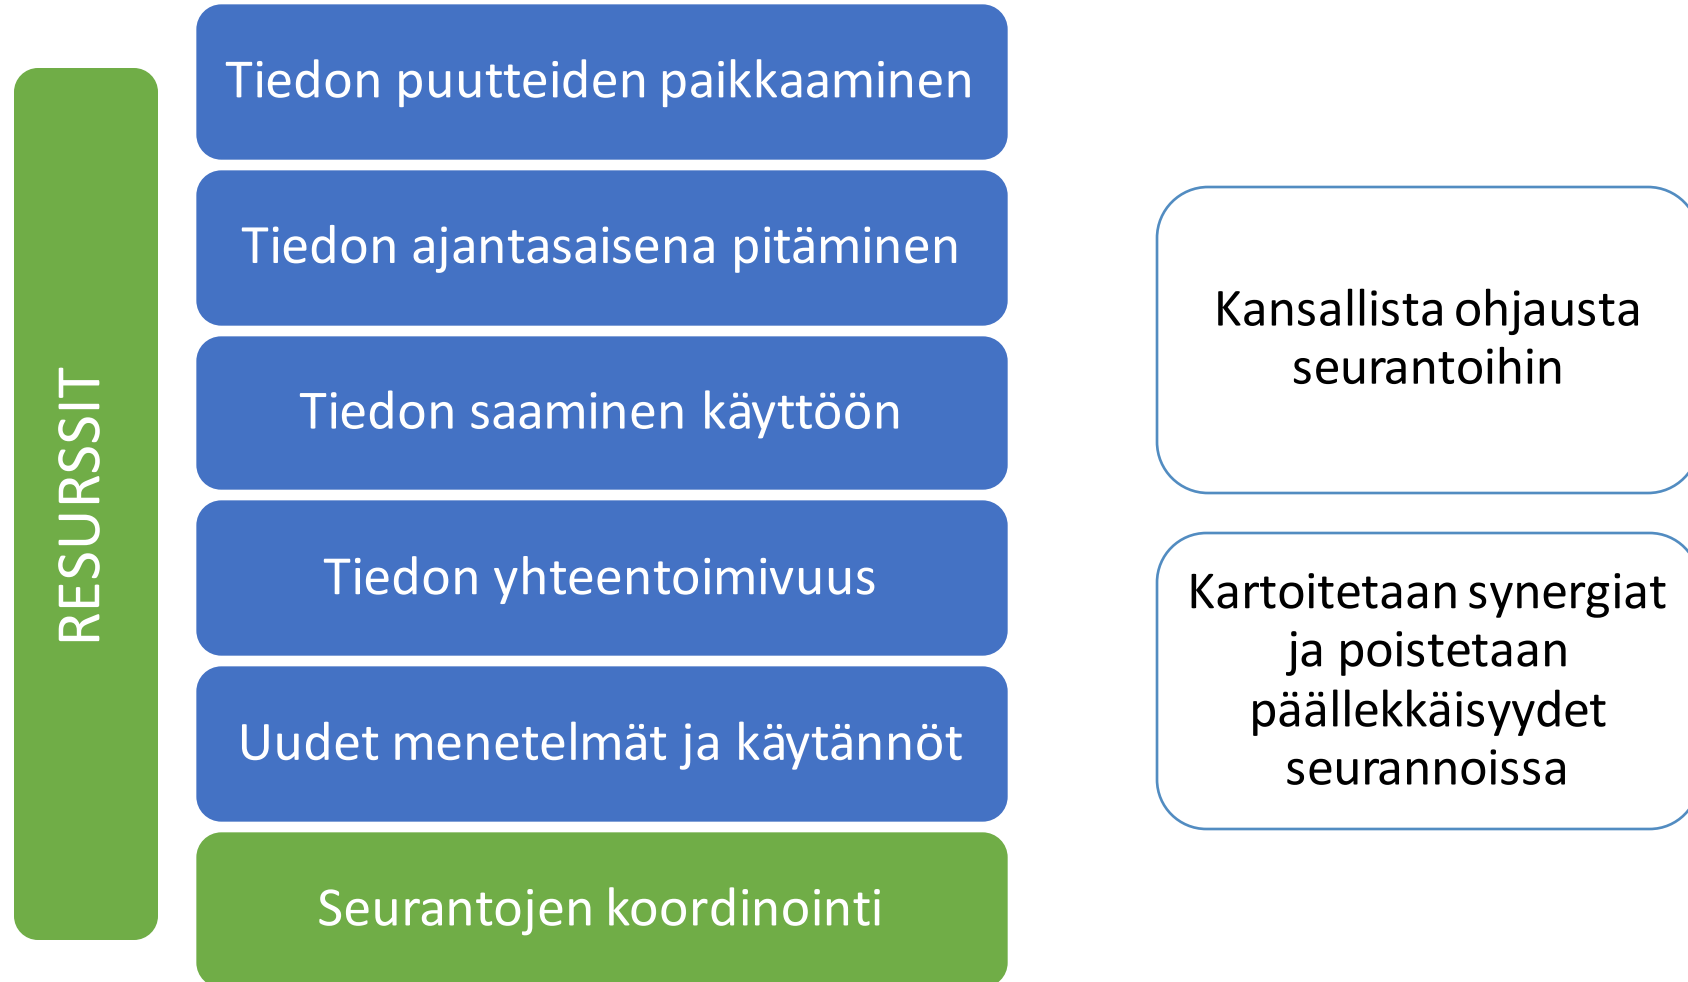 RESURSSIT
Tiedon puutteiden paikkaaminen
Tiedon ajantasaisena pitäminen
Tiedon saaminen käyttöön
Tiedon yhteentoimivuus
Uudet menetelmät ja käytännöt
Seurantojen koordinointi
Kansallista ohjausta
seurantoihin
Kartoitetaan synergiat
ja poistetaan
päällekkäisyydet
seurannoissa